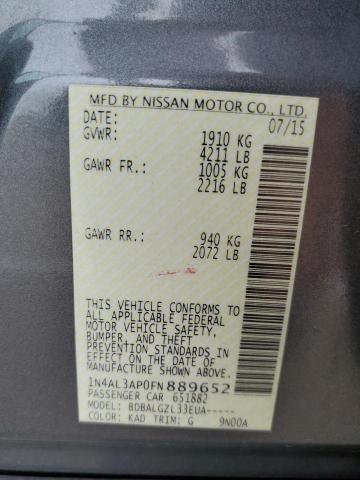 MFD BY NISSAN MOTOR CO., LTD.
DATE: 07/15
GVWR: 1910 KG
4211 LB
GAWR FR.: 1005 KG
2216 LB
GAWR RR.: 940 KG
2072 LB
THIS VEHICLE CONFORMS TO
ALL APPLICABLE FEDERAL
MOTOR VEHICLE SAFETY,
BUMPER, AND THEFT
PREVENTION STANDARDS IN
EFFECT ON THE DATE OF
MANUFACTURE SHOWN ABOVE.
1N4AL3AP0FN 889652
PASSENGER CAR 651882
MODEL: BDBALGZL33EUA-----
COLOR: KAD TRIM: G 9N00A